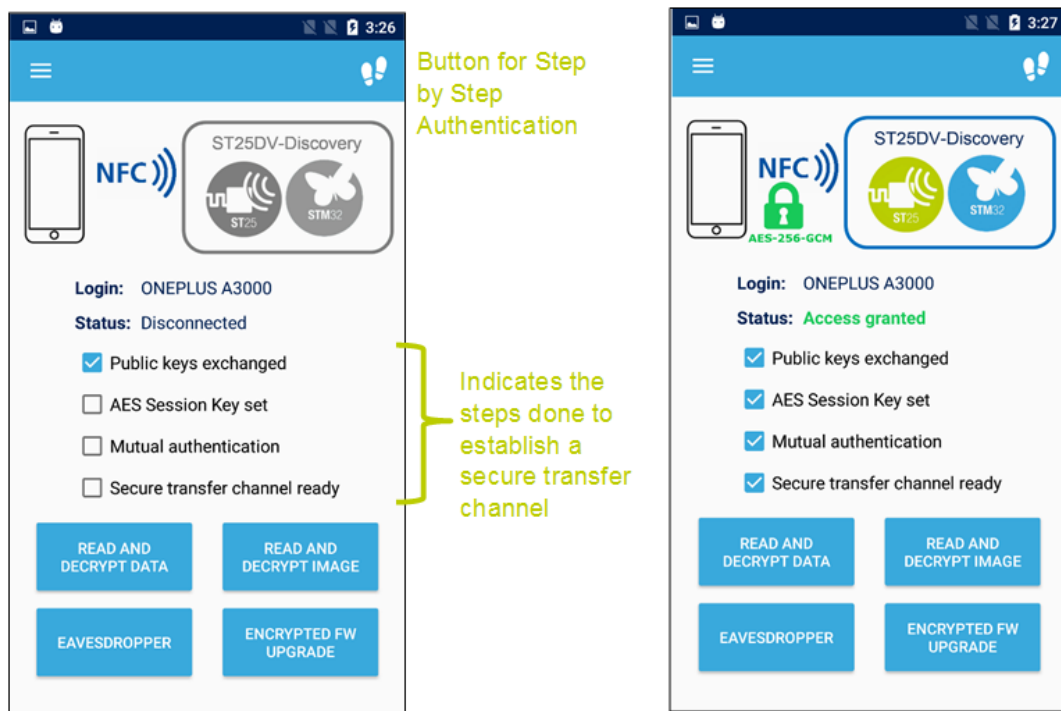 3:26
Button for Step
by Step
Authentication
NFC
ST25DV-Discovery
ST25
STM32
Login: ONEPLUS A3000
Status: Disconnected
Public keys exchanged
AES Session Key set
Mutual authentication
Secure transfer channel ready
Indicates the
steps done to
establish a
secure transfer
channel
READ AND
DECRYPT DATA
READ AND
DECRYPT IMAGE
EAVESDROPPER
ENCRYPTED FW
UPGRADE
3:27
NFC
AES-256-GCM
ST25DV-Discovery
ST25
STM32
Login: ONEPLUS A3000
Status: Access granted
Public keys exchanged
AES Session Key set
Mutual authentication
Secure transfer channel ready
READ AND
DECRYPT DATA
READ AND
DECRYPT IMAGE
EAVESDROPPER
ENCRYPTED FW
UPGRADE